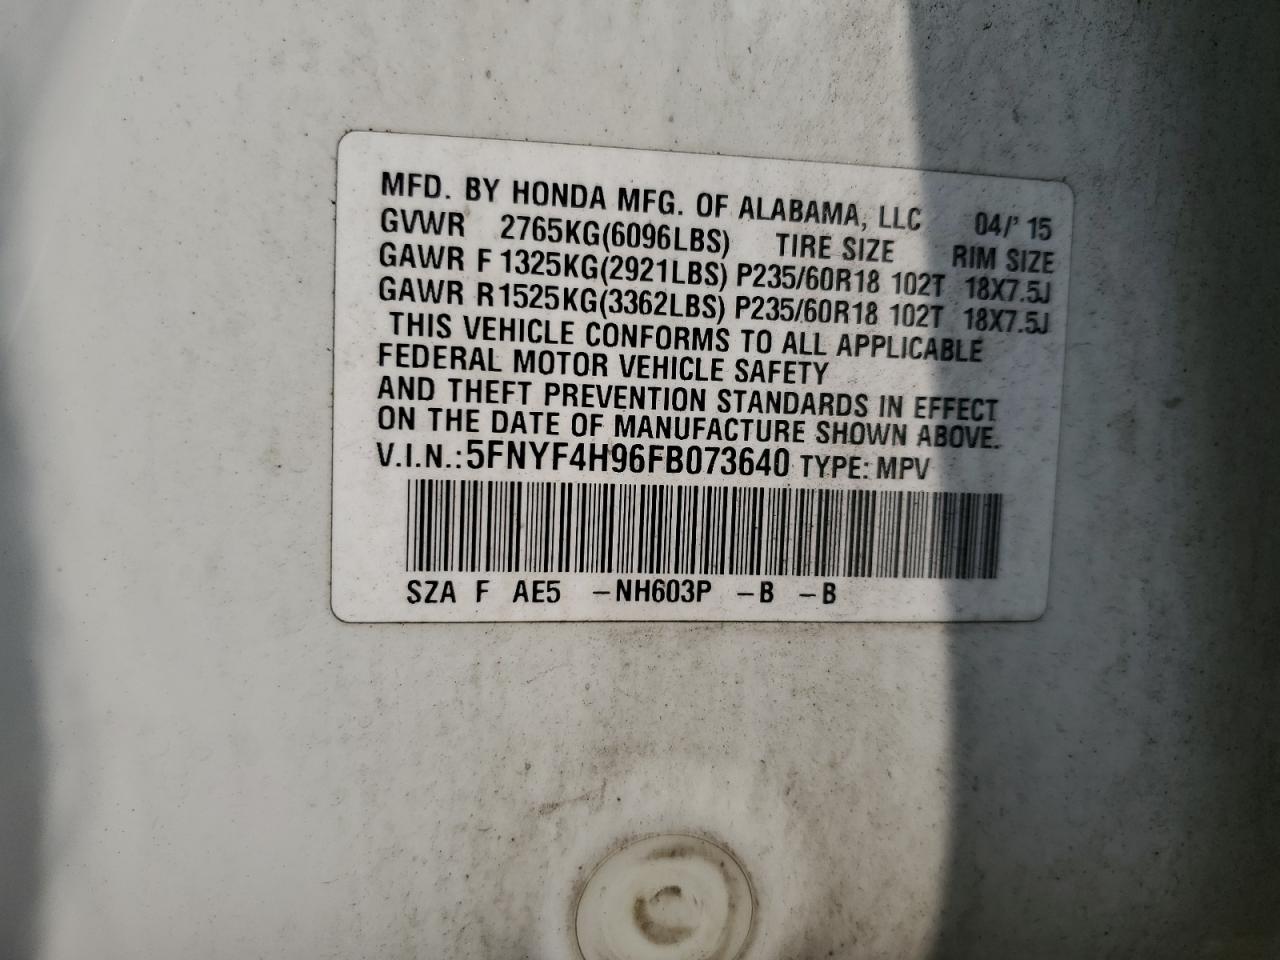 MFD. BY HONDA MFG. OF ALABAMA, LLC 04/' 15
GVWR 2765KG(6096LBS) TIRE SIZE RIM SIZE
GAWR F 1325KG(2921LBS) P235/60R18 102T 18X7.5J
GAWR R1525KG(3362LBS) P235/60R18 102T 18X7.5J
THIS VEHICLE CONFORMS TO ALL APPLICABLE
FEDERAL MOTOR VEHICLE SAFETY
AND THEFT PREVENTION STANDARDS IN EFFECT
ON THE DATE OF MANUFACTURE SHOWN ABOVE.
V.I.N.: 5FNYF4H96FB073640 TYPE: MPV
SZA F AE5 –NH603P –B –B